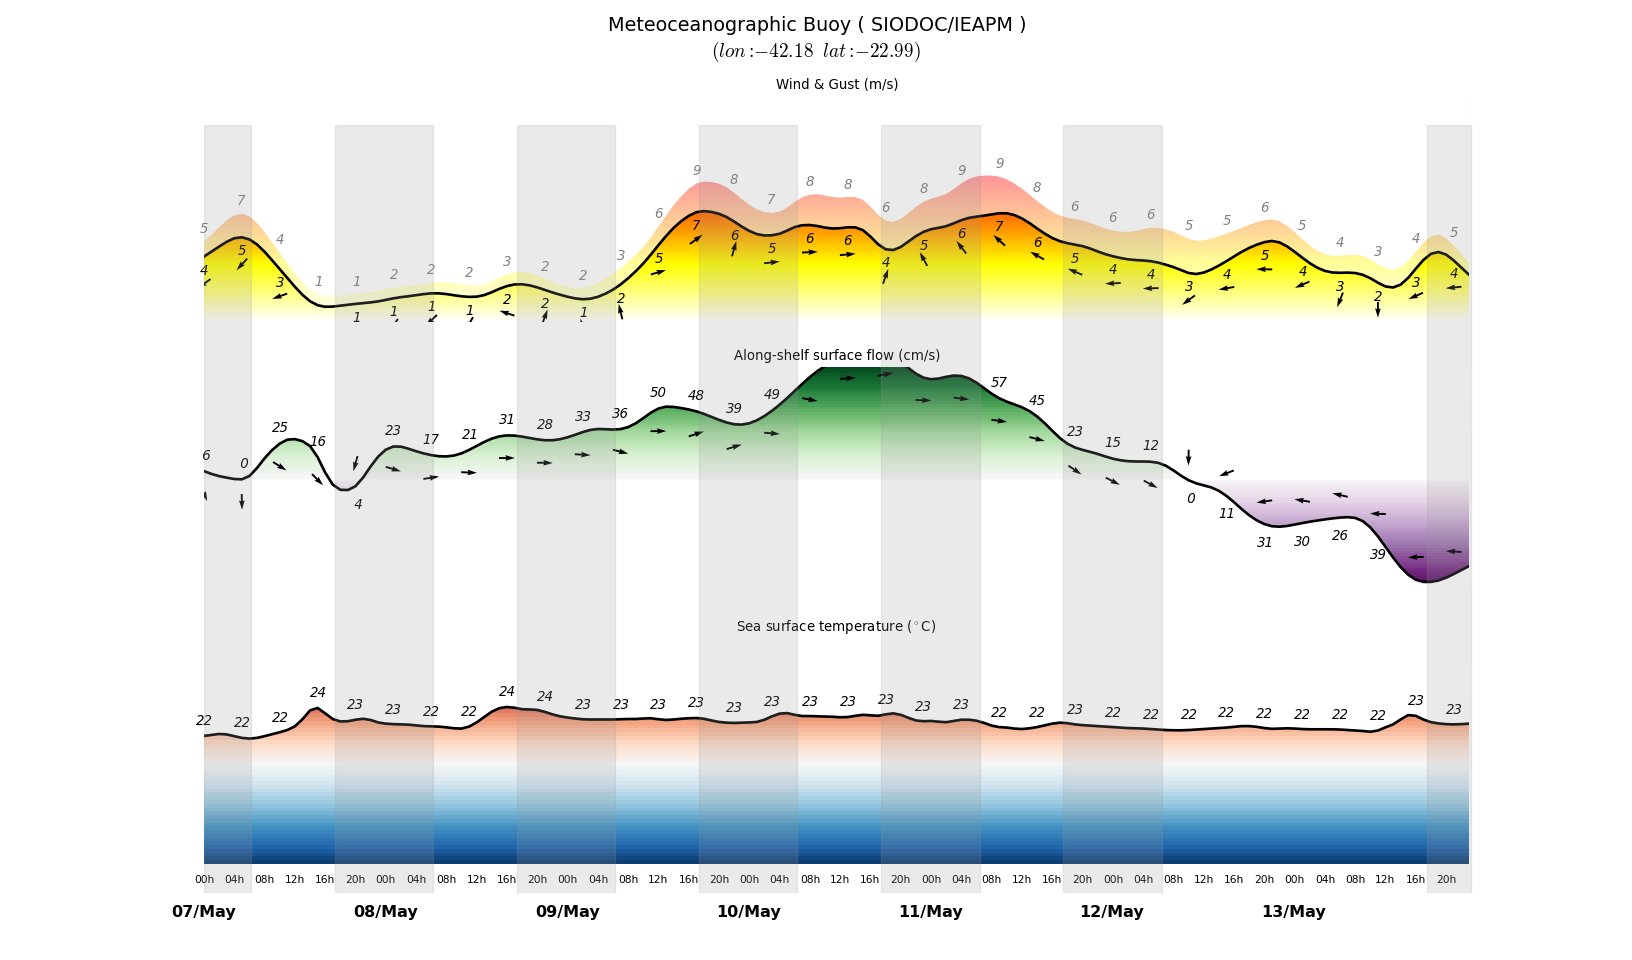 Meteoceanographic Buoy ( SIODOC/IEAPM )
(lon:−42.18 lat:−22.99)
Wind & Gust (m/s)
5 7 4 1 1 2 2 2 3 2 2 3 6 9 8 7 8 8 6 8 9 9 8 6 6 6 5 5 6 5 4 3 4 5
4 5 3 1 1 1 1 2 2 1 2 5 7 6 5 6 6 4 5 6 7 6 5 4 4 3 4 5 4 3 2 3 4
Along-shelf surface flow (cm/s)
6 0 25 16 4 23 17 21 31 28 33 36 50 48 39 49 57 45 23 15 12 0 11 31 30 26 39
Sea surface temperature (°C)
22 22 22 24 23 23 22 22 24 24 23 23 23 23 23 23 23 23 23 23 23 22 22 23 22 22 22 22 22 22 22 22 23 23
00h 04h 08h 12h 16h 20h 00h 04h 08h 12h 16h 20h 00h 04h 08h 12h 16h 20h 00h 04h 08h 12h 16h 20h 00h 04h 08h 12h 16h 20h 00h 04h 08h 12h 16h 20h 00h 04h 08h 12h 16h 20h
07/May 08/May 09/May 10/May 11/May 12/May 13/May